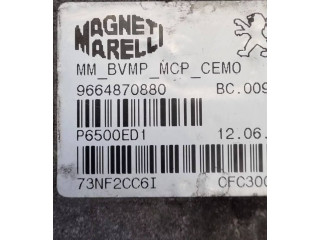 MAGNETI
MARELLI
MM_BVMP_MCP_CEMO
9664870880 BC.009
P6500ED1 12.06.
73NF2CC6I CFC300